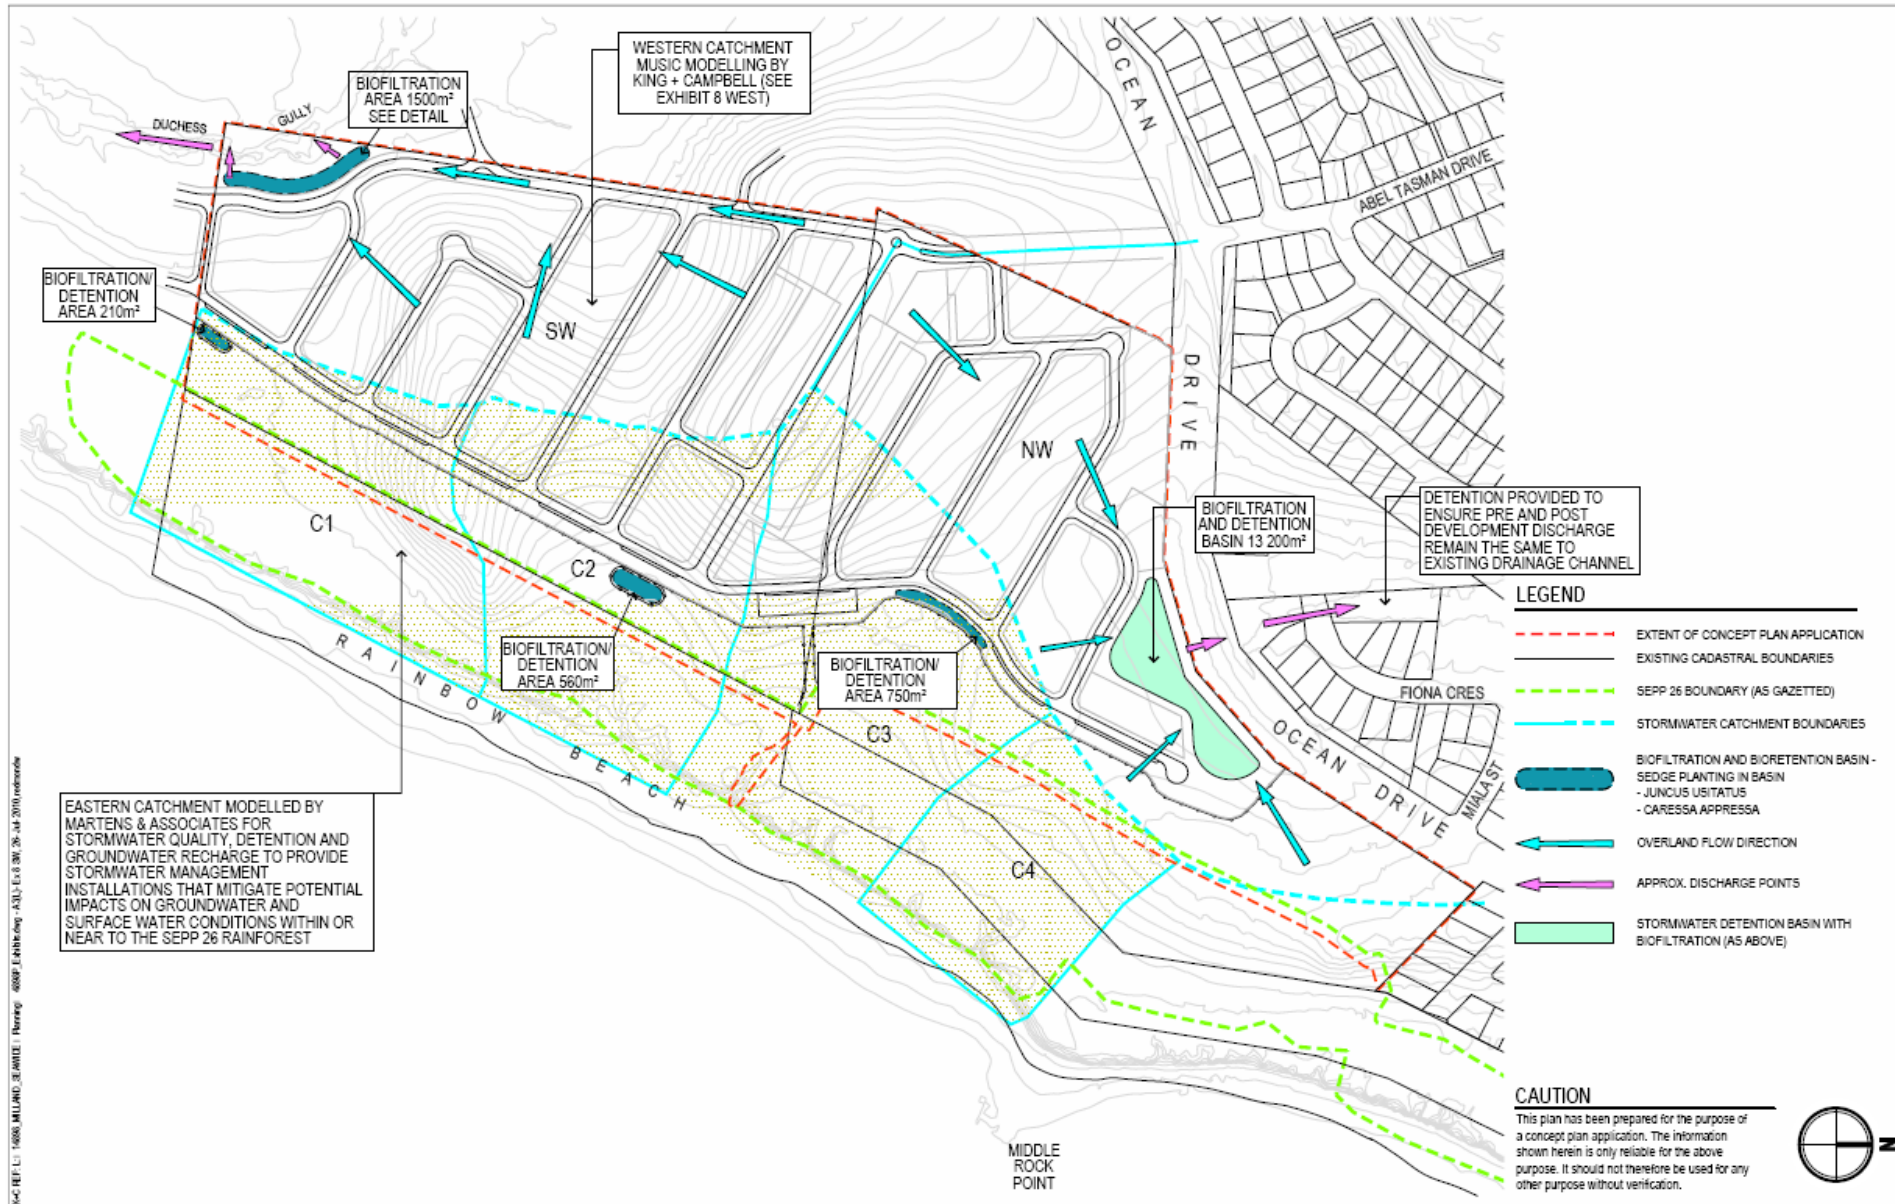 WESTERN CATCHMENT
MUSIC MODELLING BY
KING + CAMPBELL (SEE
EXHIBIT 8 WEST)
BIOFILTRATION
AREA 1500m²
SEE DETAIL
DUCHESS
GULLY
OCEAN
DRIVE
ABEL TASMAN DRIVE
BIOFILTRATION/
DETENTION
AREA 210m²
SW
NW
C1
C2
C3
C4
BIOFILTRATION
AND DETENTION
BASIN 13 200m²
DETENTION PROVIDED TO
ENSURE PRE AND POST
DEVELOPMENT DISCHARGE
REMAIN THE SAME TO
EXISTING DRAINAGE CHANNEL
BIOFILTRATION/
DETENTION
AREA 560m²
BIOFILTRATION/
DETENTION
AREA 750m²
RAINBOW BEACH
FIONA CRES
OCEAN DRIVE
MIALA ST
EASTERN CATCHMENT MODELLED BY
MARTENS & ASSOCIATES FOR
STORMWATER QUALITY, DETENTION AND
GROUNDWATER RECHARGE TO PROVIDE
STORMWATER MANAGEMENT
INSTALLATIONS THAT MITIGATE POTENTIAL
IMPACTS ON GROUNDWATER AND
SURFACE WATER CONDITIONS WITHIN OR
NEAR TO THE SEPP 26 RAINFOREST
MIDDLE
ROCK
POINT
LEGEND
EXTENT OF CONCEPT PLAN APPLICATION
EXISTING CADASTRAL BOUNDARIES
SEPP 26 BOUNDARY (AS GAZETTED)
STORMWATER CATCHMENT BOUNDARIES
BIOFILTRATION AND BIORETENTION BASIN -
SEDGE PLANTING IN BASIN
- JUNCUS USITATUS
- CARESSA APPRESSA
OVERLAND FLOW DIRECTION
APPROX. DISCHARGE POINTS
STORMWATER DETENTION BASIN WITH
BIOFILTRATION (AS ABOVE)
CAUTION
This plan has been prepared for the purpose of
a concept plan application. The information
shown herein is only reliable for the above
purpose. It should not therefore be used for any
other purpose without verification.
N